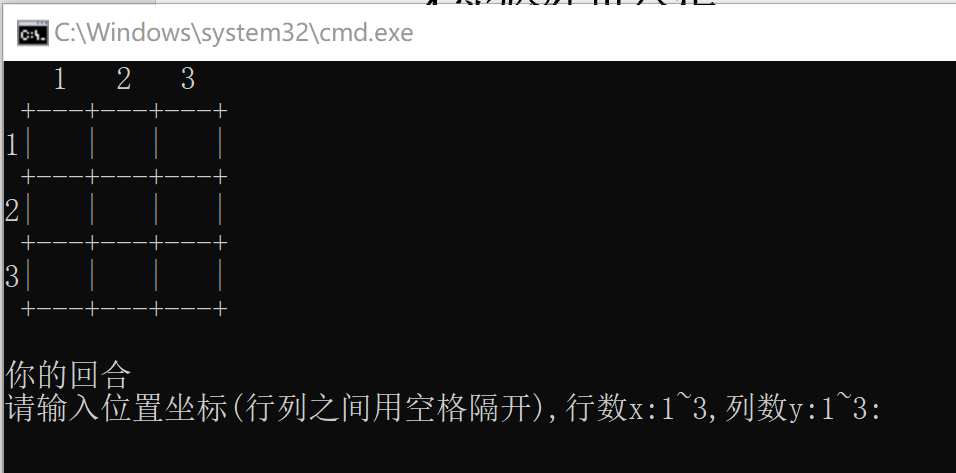 C:\Windows\system32\cmd.exe
1 2 3
+---+---+---+
1| | | |
+---+---+---+
2| | | |
+---+---+---+
3| | | |
+---+---+---+
你的回合
请输入位置坐标(行列之间用空格隔开),行数x:1~3,列数y:1~3: